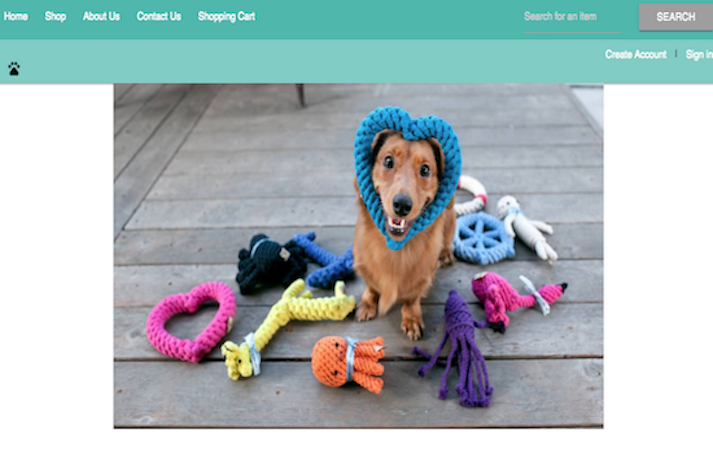 Home Shop About Us Contact Us Shopping Cart Search for an item SEARCH
Create Account | Sign in